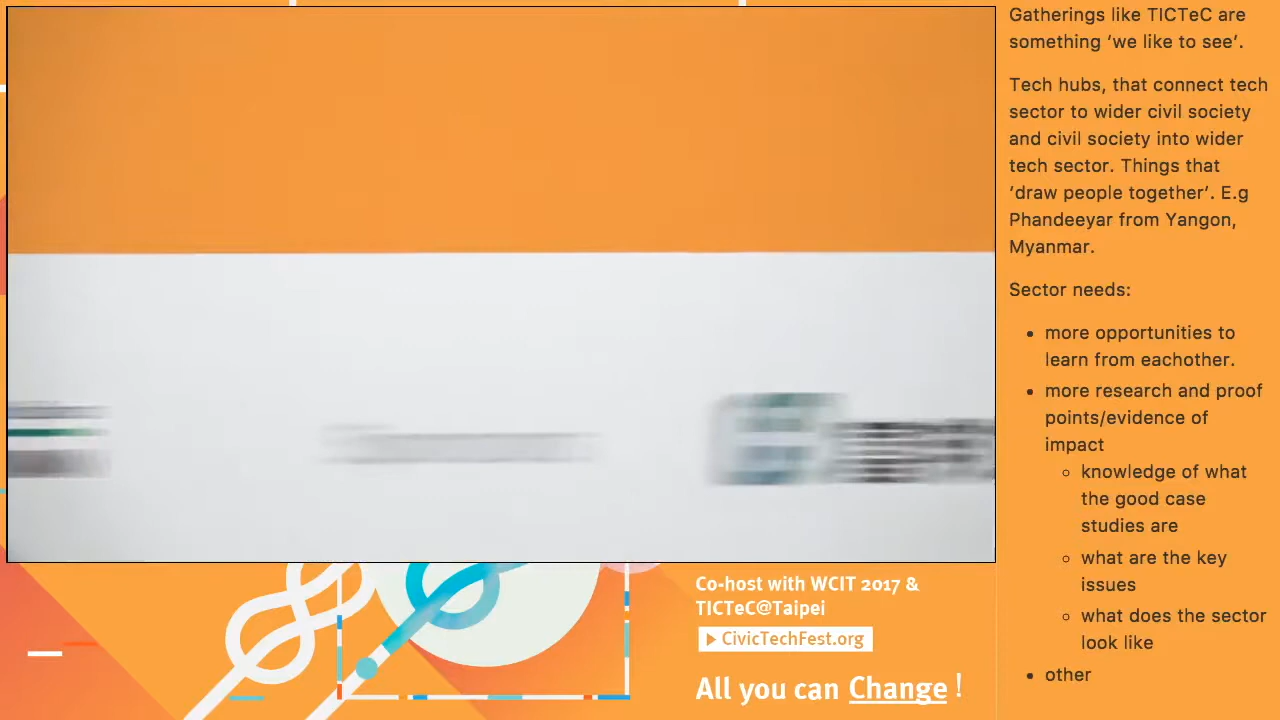 Gatherings like TICTeC are
something ‘we like to see’.
Tech hubs, that connect tech
sector to wider civil society
and civil society into wider
tech sector. Things that
‘draw people together’. E.g
Phandeeyar from Yangon,
Myanmar.
Sector needs:
• more opportunities to
learn from eachother.
• more research and proof
points/evidence of
impact
◦ knowledge of what
the good case
studies are
◦ what are the key
issues
◦ what does the sector
look like
• other
Co-host with WCIT 2017 &
TICTeC@Taipei
CivicTechFest.org
All you can Change !